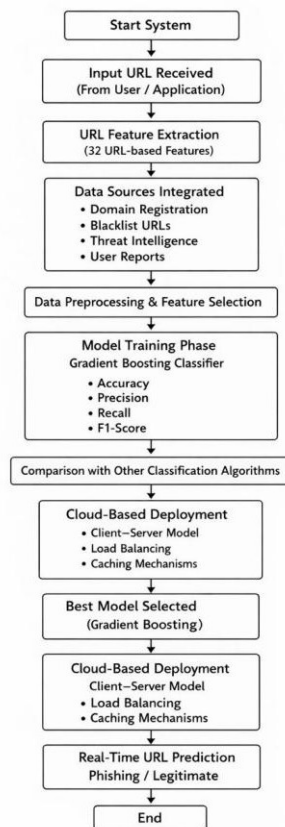 Start System
Input URL Received
(From User / Application)
URL Feature Extraction
(32 URL-based Features)
Data Sources Integrated
• Domain Registration
• Blacklist URLs
• Threat Intelligence
• User Reports
Data Preprocessing & Feature Selection
Model Training Phase
Gradient Boosting Classifier
• Accuracy
• Precision
• Recall
• F1-Score
Comparison with Other Classification Algorithms
Cloud-Based Deployment
• Client–Server Model
• Load Balancing
• Caching Mechanisms
Best Model Selected
(Gradient Boosting)
Cloud-Based Deployment
Client–Server Model
• Load Balancing
• Caching Mechanisms
Real-Time URL Prediction
Phishing / Legitimate
End